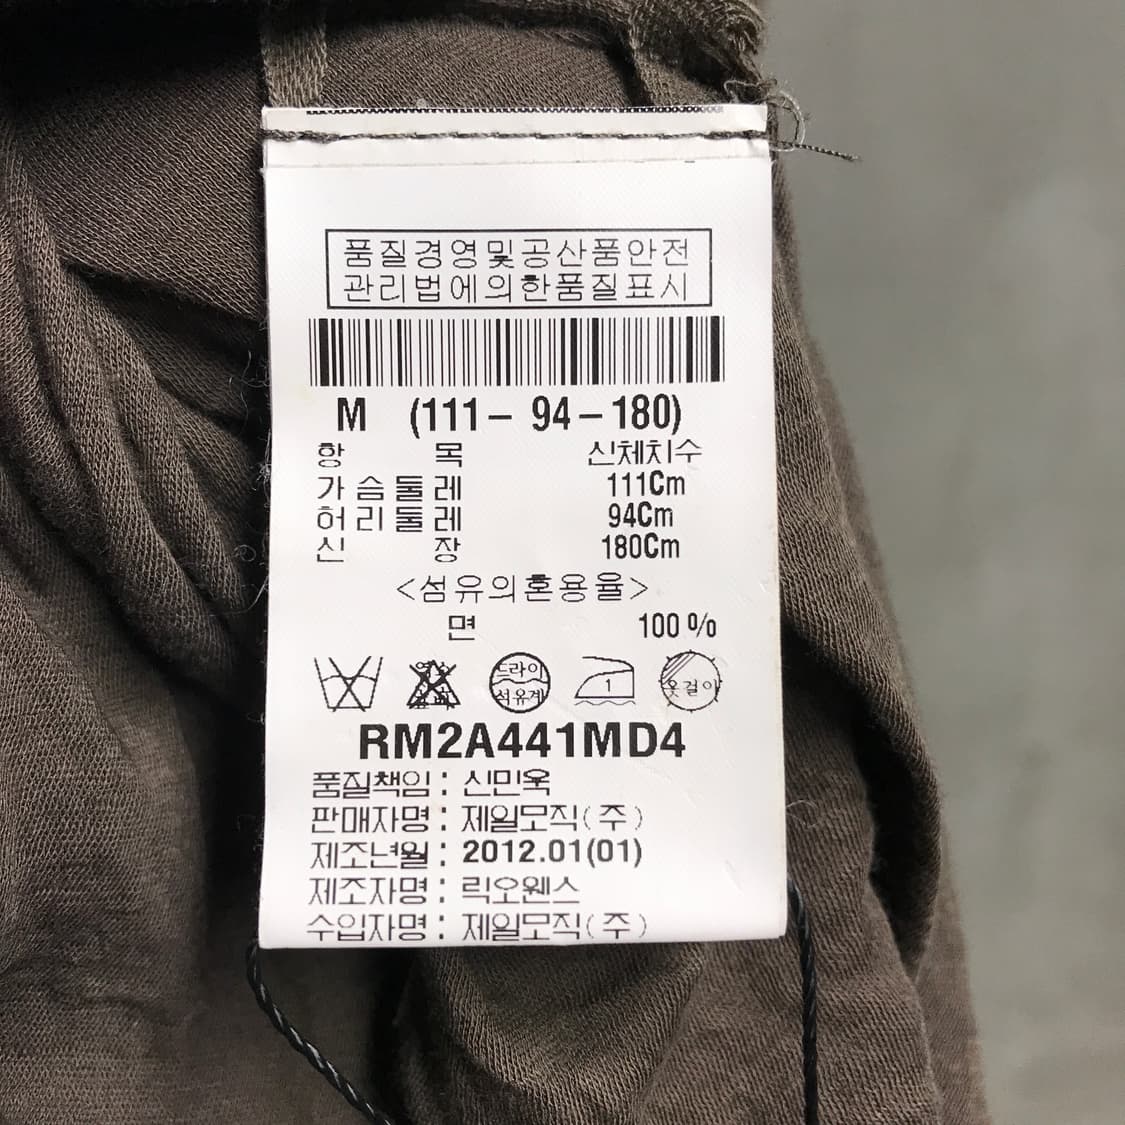 품질경영및공산품안전
관리법에의한품질표시
M (111 – 94 – 180)
항 목 신체치수
가슴둘레 111Cm
허리둘레 94Cm
신 장 180Cm
<섬유의혼용율>
면 100 %
드라이 1 옷걸이
석유계
RM2A441MD4
품질책임 : 신민욱
판매자명 : 제일모직(주)
제조년월 : 2012.01(01)
제조자명 : 릭오웬스
수입자명 : 제일모직(주)